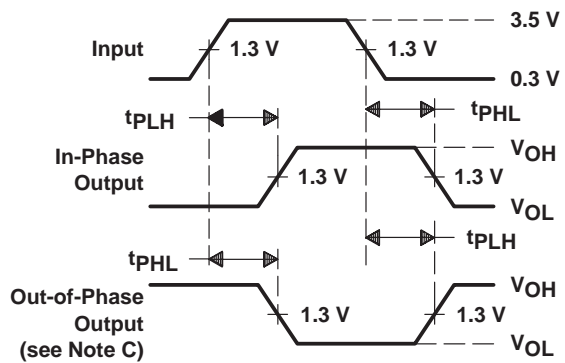 3.5 V
Input
1.3 V
1.3 V
0.3 V
tPLH
tPHL
In-Phase
Output
VOH
1.3 V
1.3 V
VOL
tPHL
tPLH
Out-of-Phase
Output
(see Note C)
VOH
1.3 V
1.3 V
VOL